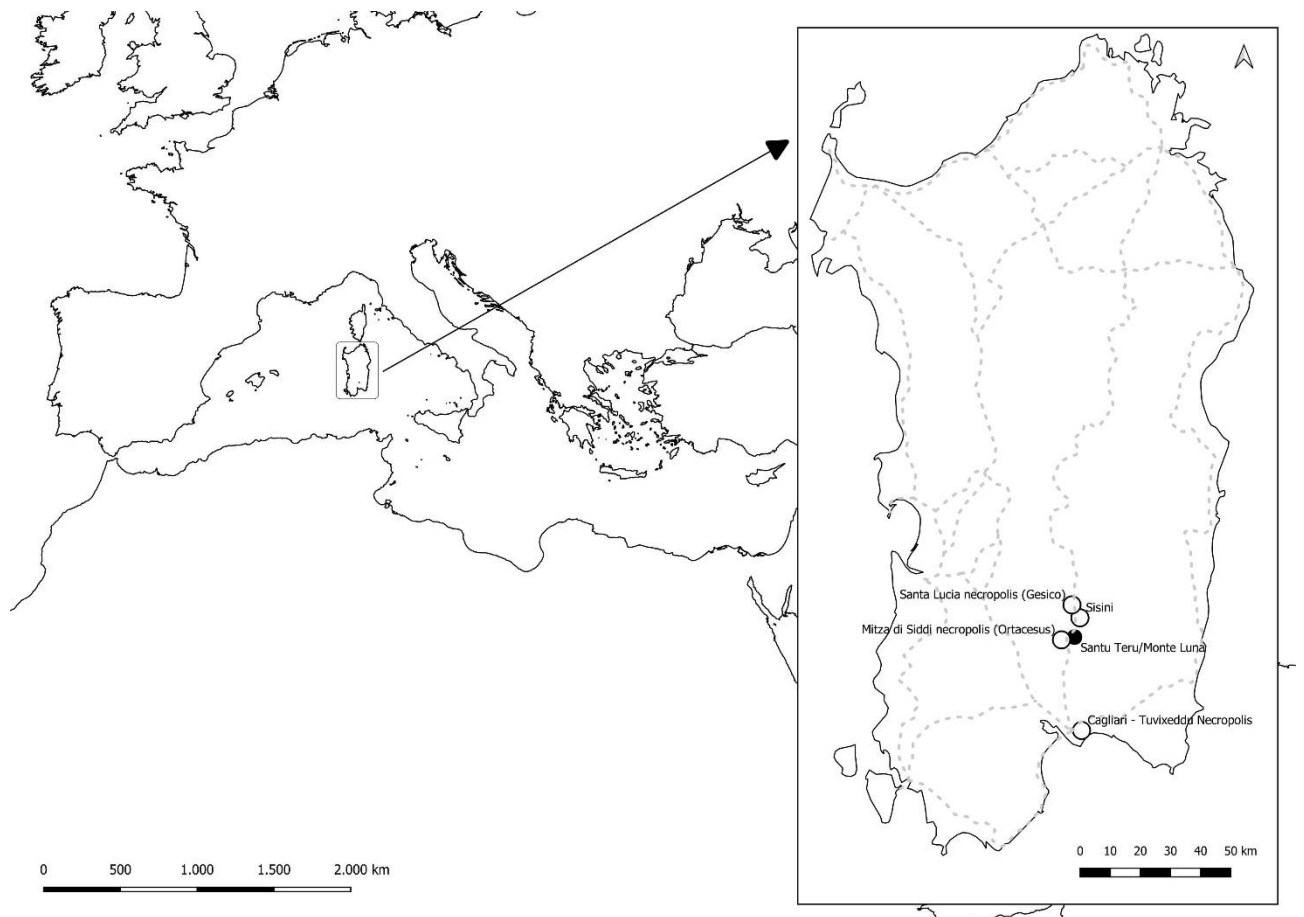 Santa Lucia necropolis (Gesico)
Sisini
Mitza di Siddi necropolis (Ortacesus)
Santu Teru/Monte Luna
Cagliari - Tuvixeddu Necropolis
0 10 20 30 40 50 km
0 500 1.000 1.500 2.000 km